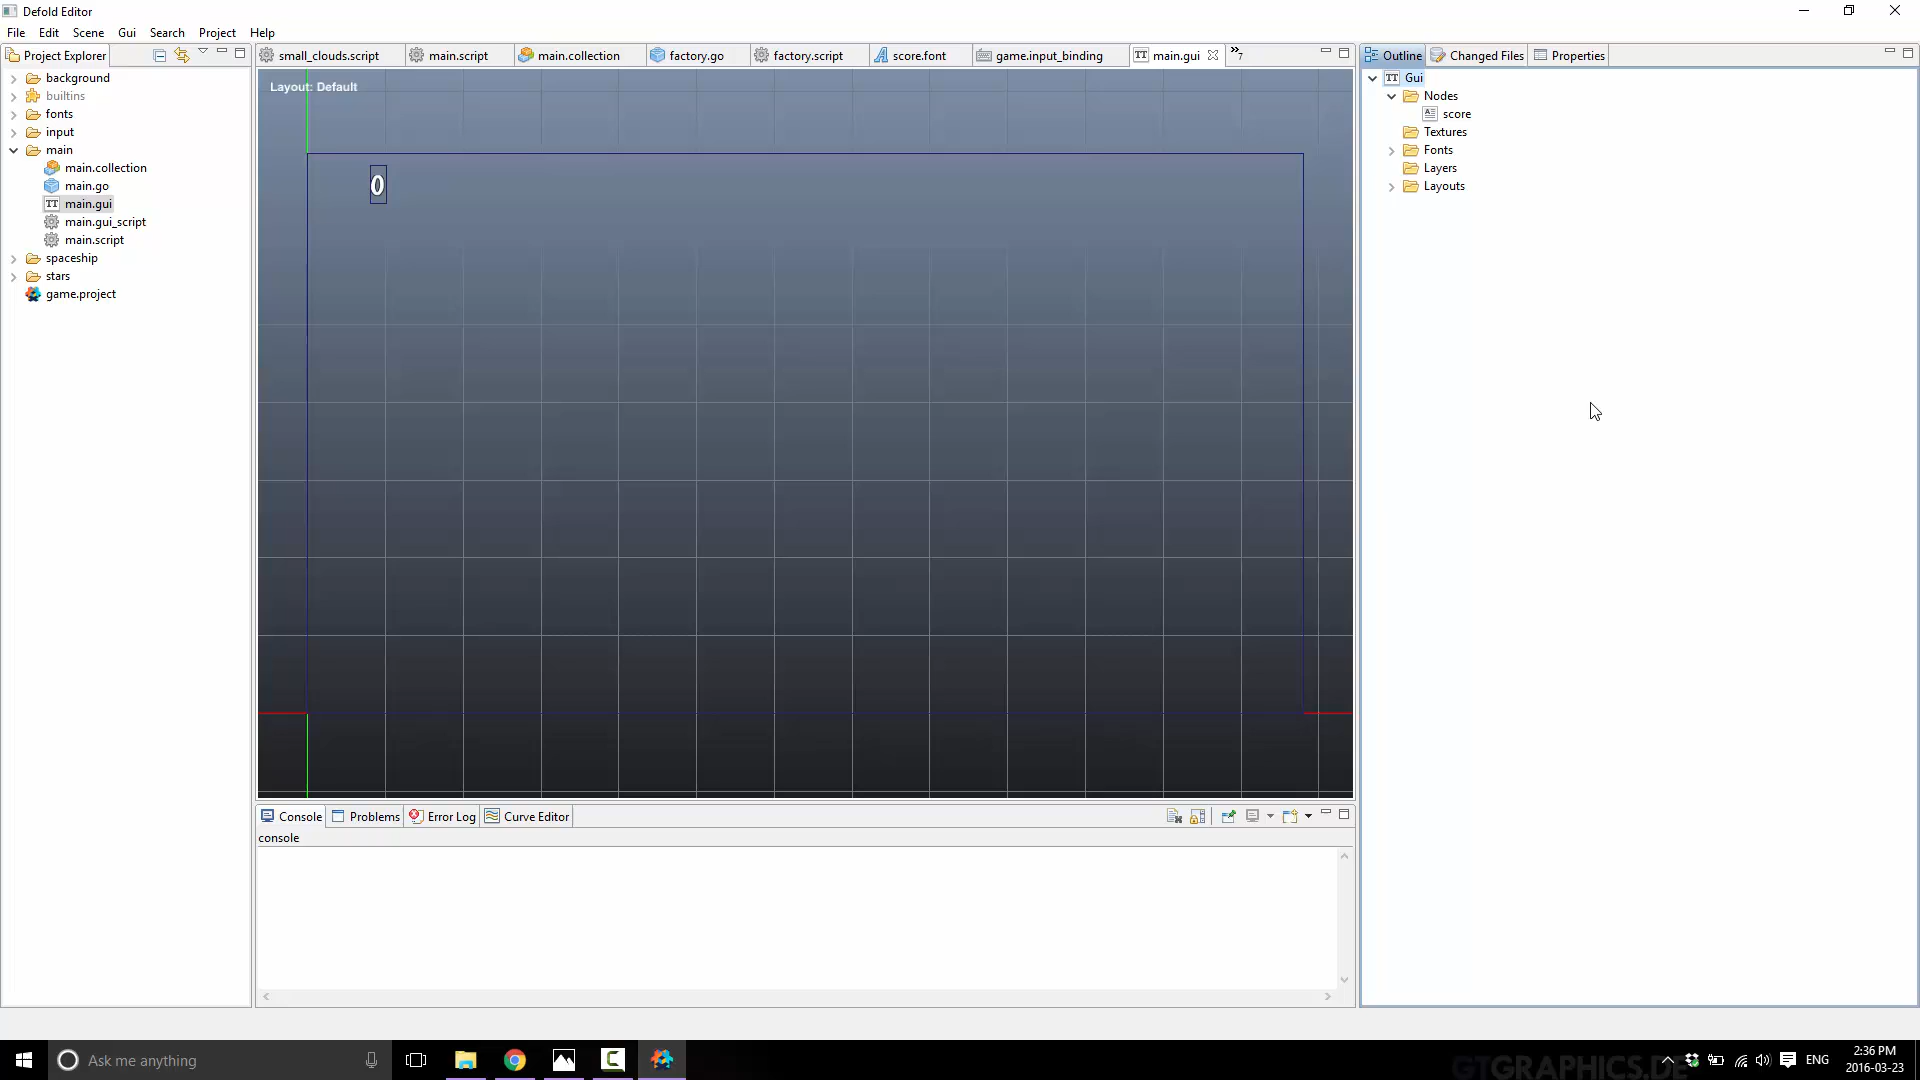 Defold Editor
File Edit Scene Gui Search Project Help
Project Explorer
background
builtins
fonts
input
main
main.collection
main.go
main.gui
main.gui_script
main.script
spaceship
stars
game.project
small_clouds.script main.script main.collection factory.go factory.script score.font game.input_binding main.gui »7
Layout: Default
0
Console Problems Error Log Curve Editor
console
Outline Changed Files Properties
Gui
Nodes
score
Textures
Fonts
Layers
Layouts
Ask me anything
GTGRAPHICS.DE
ENG
2:36 PM
2016-03-23